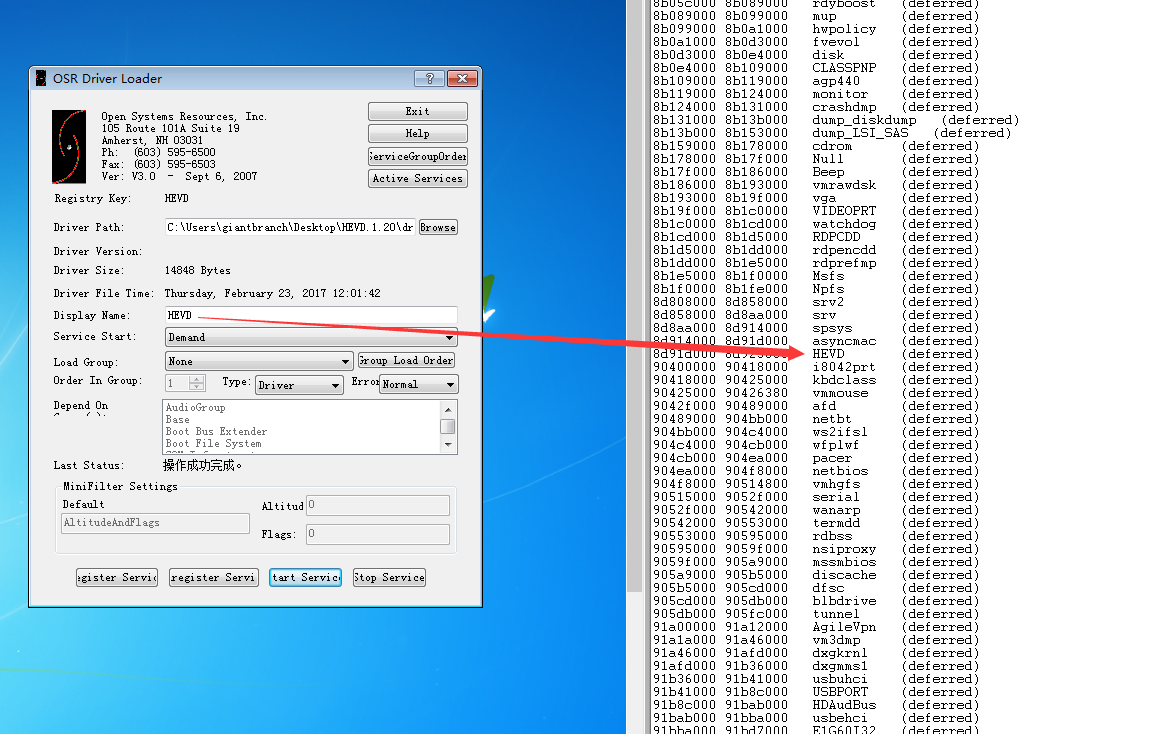 OSR Driver Loader
Open Systems Resources, Inc.
105 Route 101A Suite 19
Amherst, NH 03031
Ph: (603) 595-6500
Fax: (603) 595-6503
Ver: V3.0 - Sept 6, 2007
Exit
Help
ServiceGroupOrder
Active Services
Registry Key: HEVD
Driver Path: C:\Users\giantbranch\Desktop\HEVD.1.20\dr Browse
Driver Version:
Driver Size: 14848 Bytes
Driver File Time: Thursday, February 23, 2017 12:01:42
Display Name: HEVD
Service Start: Demand
Load Group: None Group Load Order
Order In Group: 1 Type: Driver Error Normal
Depend On
AudioGroup
Base
Boot Bus Extender
Boot File System
Last Status: 操作成功完成。
MiniFilter Settings
Default
AltitudeAndFlags
Altitud 0
Flags: 0
egister Servic register Servi tart Servic Stop Service
8b05c000 8b089000 rdyboost (deferred)
8b089000 8b099000 mup (deferred)
8b099000 8b0a1000 hwpolicy (deferred)
8b0a1000 8b0d3000 fvevol (deferred)
8b0d3000 8b0e4000 disk (deferred)
8b0e4000 8b109000 CLASSPNP (deferred)
8b109000 8b119000 agp440 (deferred)
8b119000 8b124000 monitor (deferred)
8b124000 8b131000 crashdmp (deferred)
8b131000 8b13b000 dump_diskdump (deferred)
8b13b000 8b153000 dump_LSI_SAS (deferred)
8b159000 8b178000 cdrom (deferred)
8b178000 8b17f000 Null (deferred)
8b17f000 8b186000 Beep (deferred)
8b186000 8b193000 vmrawdsk (deferred)
8b193000 8b19f000 vga (deferred)
8b19f000 8b1c0000 VIDEOPRT (deferred)
8b1c0000 8b1cd000 watchdog (deferred)
8b1cd000 8b1d5000 RDPCDD (deferred)
8b1d5000 8b1dd000 rdpencdd (deferred)
8b1dd000 8b1e5000 rdprefmp (deferred)
8b1e5000 8b1f0000 Msfs (deferred)
8b1f0000 8b1fe000 Npfs (deferred)
8d808000 8d858000 srv2 (deferred)
8d858000 8d8aa000 srv (deferred)
8d8aa000 8d914000 spsys (deferred)
8d914000 8d91d000 asyncmac (deferred)
8d91d000 HEVD (deferred)
90400000 90418000 i8042prt (deferred)
90418000 90425000 kbdclass (deferred)
90425000 90426380 vmmouse (deferred)
9042f000 90489000 afd (deferred)
90489000 904bb000 netbt (deferred)
904bb000 904c4000 ws2ifsl (deferred)
904c4000 904cb000 wfplwf (deferred)
904cb000 904ea000 pacer (deferred)
904ea000 904f8000 netbios (deferred)
904f8000 90514800 vmhgfs (deferred)
90515000 9052f000 serial (deferred)
9052f000 90542000 wanarp (deferred)
90542000 90553000 termdd (deferred)
90553000 90595000 rdbss (deferred)
90595000 9059f000 nsiproxy (deferred)
9059f000 905a9000 mssmbios (deferred)
905a9000 905b5000 discache (deferred)
905b5000 905cd000 dfsc (deferred)
905cd000 905db000 blbdrive (deferred)
905db000 905fc000 tunnel (deferred)
91a00000 91a12000 AgileVpn (deferred)
91a1a000 91a46000 vm3dmp (deferred)
91a46000 91afd000 dxgkrnl (deferred)
91afd000 91b36000 dxgmms1 (deferred)
91b36000 91b41000 usbuhci (deferred)
91b41000 91b8c000 USBPORT (deferred)
91b8c000 91bab000 HDAudBus (deferred)
91bab000 91bba000 usbehci (deferred)
91bba000 91bd7000 E1G60I32 (deferred)